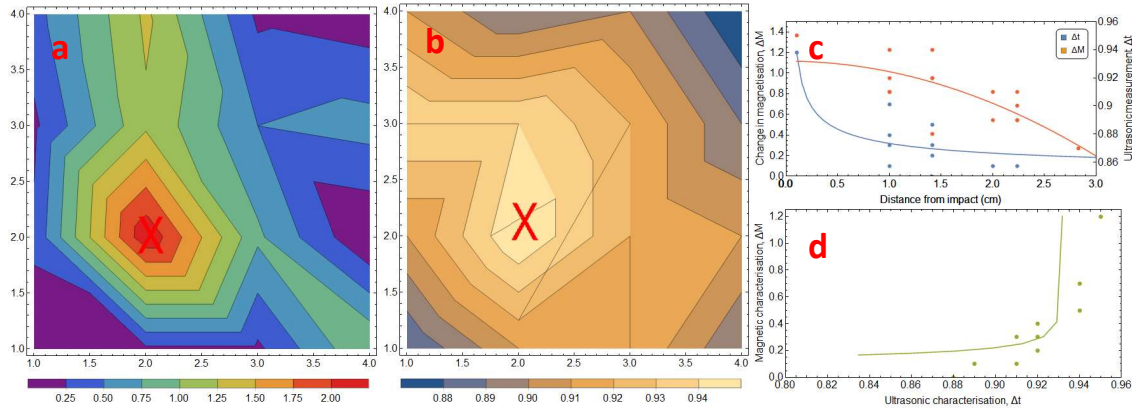 a
4.0
3.5
3.0
2.5
2.0
1.5
1.0
X
1.0 1.5 2.0 2.5 3.0 3.5 4.0
0.25 0.50 0.75 1.00 1.25 1.50 1.75 2.00
b
4.0
3.5
3.0
2.5
2.0
1.5
1.0
X
1.0 1.5 2.0 2.5 3.0 3.5 4.0
0.88 0.89 0.90 0.91 0.92 0.93 0.94
c
Change in magnetisation, ΔM
1.4
1.2
1.0
0.8
0.6
0.4
0.2
0.0
Δt
ΔM
0.96
0.94
0.92
0.9
0.88
0.86
Ultrasonicmeasurement Δt
0.0 0.5 1.0 1.5 2.0 2.5 3.0
Distance from impact (cm)
d
Magnetic characterisation, ΔM
1.2
1.0
0.8
0.6
0.4
0.2
0.0
0.80 0.84 0.86 0.88 0.90 0.92 0.94 0.96
Ultrasonic characterisation, Δt